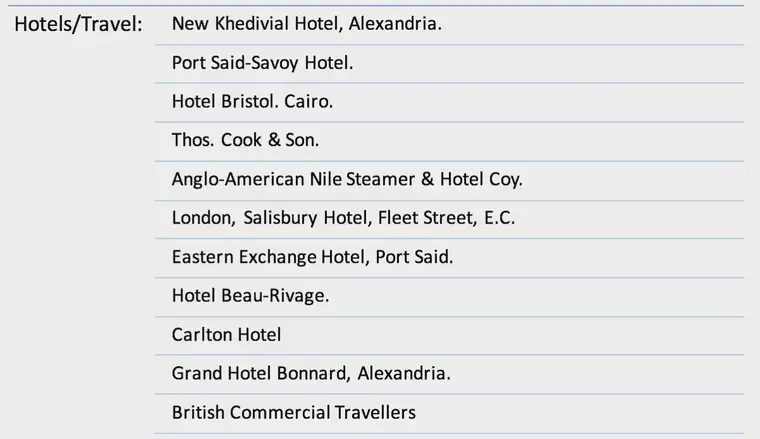 Hotels/Travel: New Khedivial Hotel, Alexandria.
Port Said-Savoy Hotel.
Hotel Bristol. Cairo.
Thos. Cook & Son.
Anglo-American Nile Steamer & Hotel Coy.
London, Salisbury Hotel, Fleet Street, E.C.
Eastern Exchange Hotel, Port Said.
Hotel Beau-Rivage.
Carlton Hotel
Grand Hotel Bonnard, Alexandria.
British Commercial Travellers